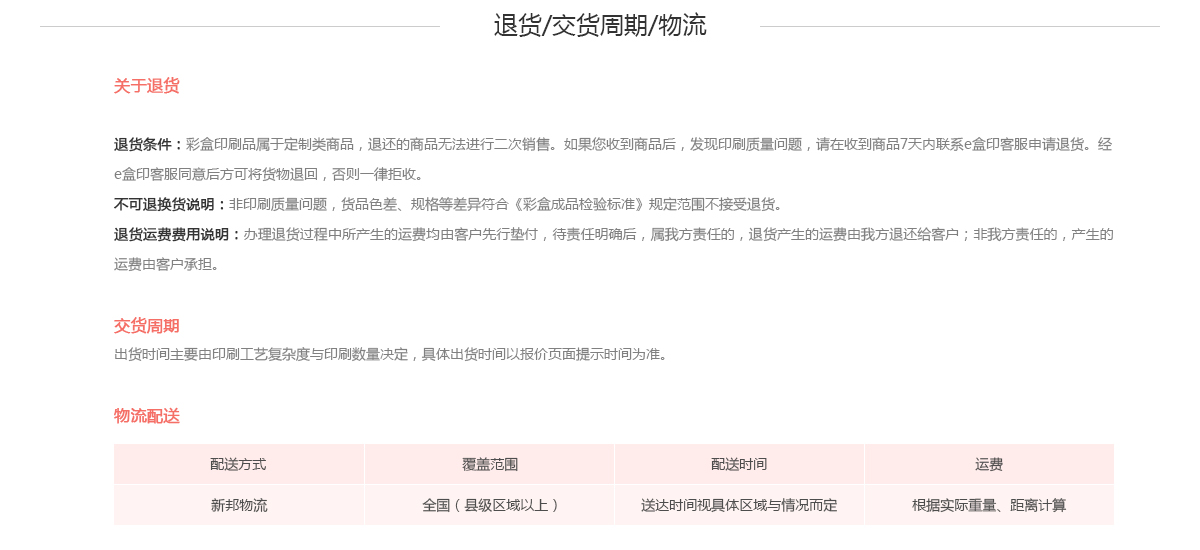 退货/交货周期/物流
关于退货
退货条件：彩盒印刷品属于定制类商品，退还的商品无法进行二次销售。如果您收到商品后，发现印刷质量问题，请在收到商品7天内联系e盒印客服申请退货。经
e盒印客服同意后方可将货物退回，否则一律拒收。
不可退换货说明：非印刷质量问题，货品色差、规格等差异符合《彩盒成品检验标准》规定范围不接受退货。
退货运费费用说明：办理退货过程中所产生的运费均由客户先行垫付，待责任明确后，属我方责任的，退货产生的运费由我方退还给客户；非我方责任的，产生的
运费由客户承担。
交货周期
出货时间主要由印刷工艺复杂度与印刷数量决定，具体出货时间以报价页面提示时间为准。
物流配送
配送方式 覆盖范围 配送时间 运费
新邦物流 全国（县级区域以上） 送达时间视具体区域与情况而定 根据实际重量、距离计算